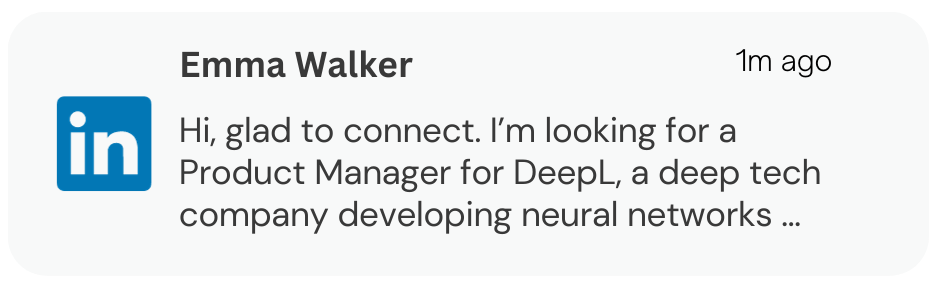 Emma Walker 1m ago
in
Hi, glad to connect. I’m looking for a
Product Manager for DeepL, a deep tech
company developing neural networks ...